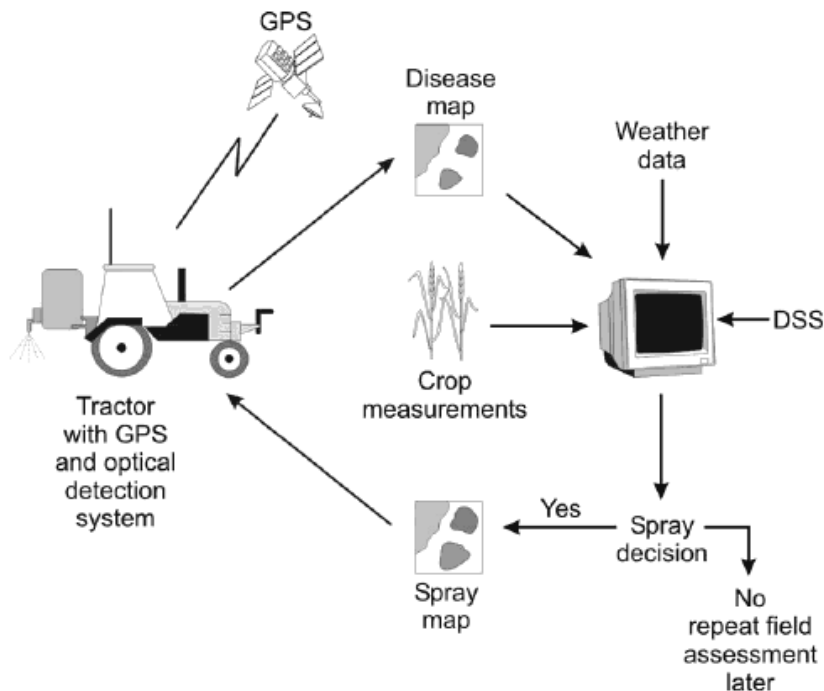 GPS
Disease
map
Weather
data
DSS
Crop
measurements
Tractor
with GPS
and optical
detection
system
Yes
Spray
decision
Spray
map
No
repeat field
assessment
later